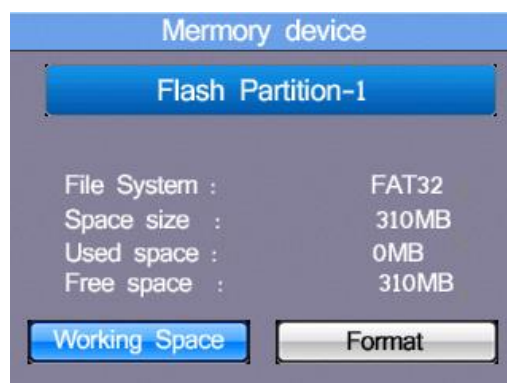 Mermory device
Flash Partition-1
File System : FAT32
Space size : 310MB
Used space : 0MB
Free space : 310MB
Working Space Format